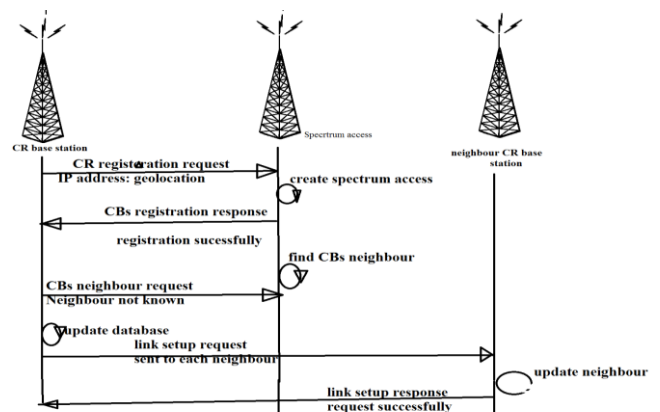 CR base station
Specrtrum access
neighbour CR base
station
CR registration request
IP address: geolocation
create spectrum access
CBs registration response
registration sucessfully
find CBs neighbour
CBs neighbour request
Neighbour not known
update database
link setup request
sent to each neighbour
update neighbour
link setup response
request successfully